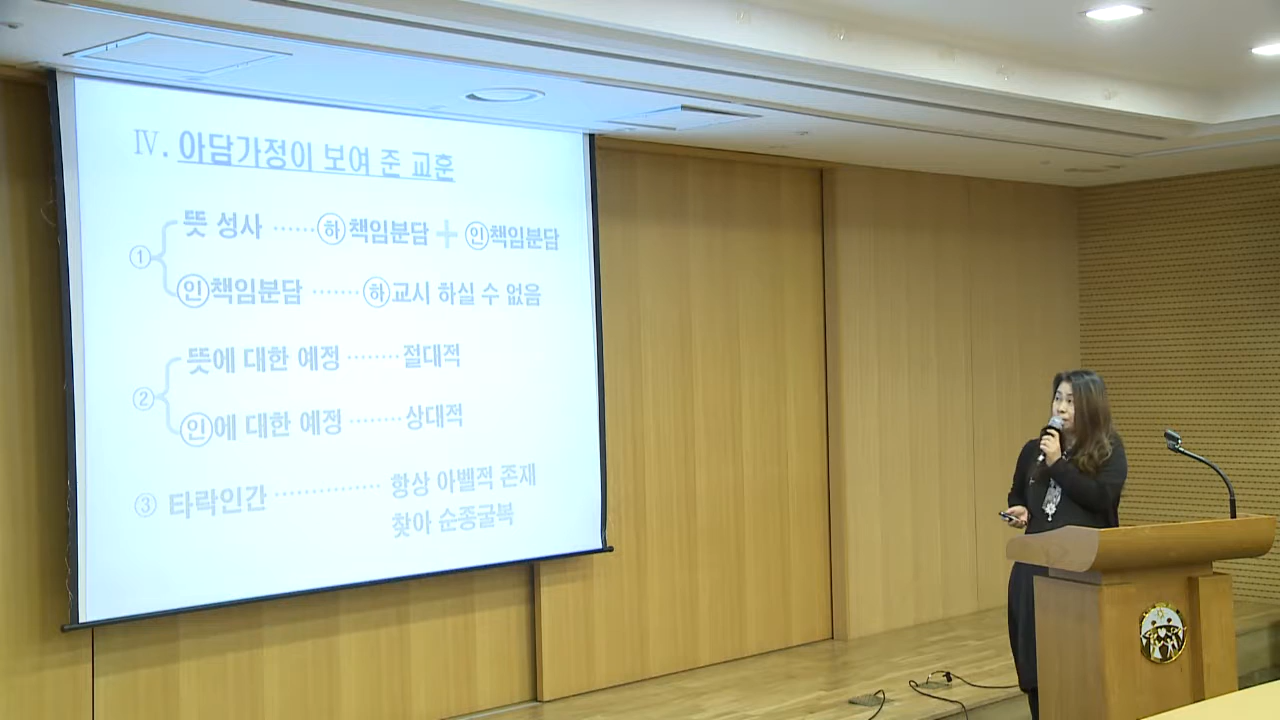 Ⅳ. 아담가정이 보여 준 교훈
① 뜻 성사 ······ ㉻ 책임분담 + ㊟책임분담
㉠책임분담 ······· ㉻교시 하실 수 없음
② 뜻에 대한 예정 ········ 절대적
인에 대한 예정 ········ 상대적
③ 타락인간 ··············· 항상 아벨적 존재
찾아 순종굴복